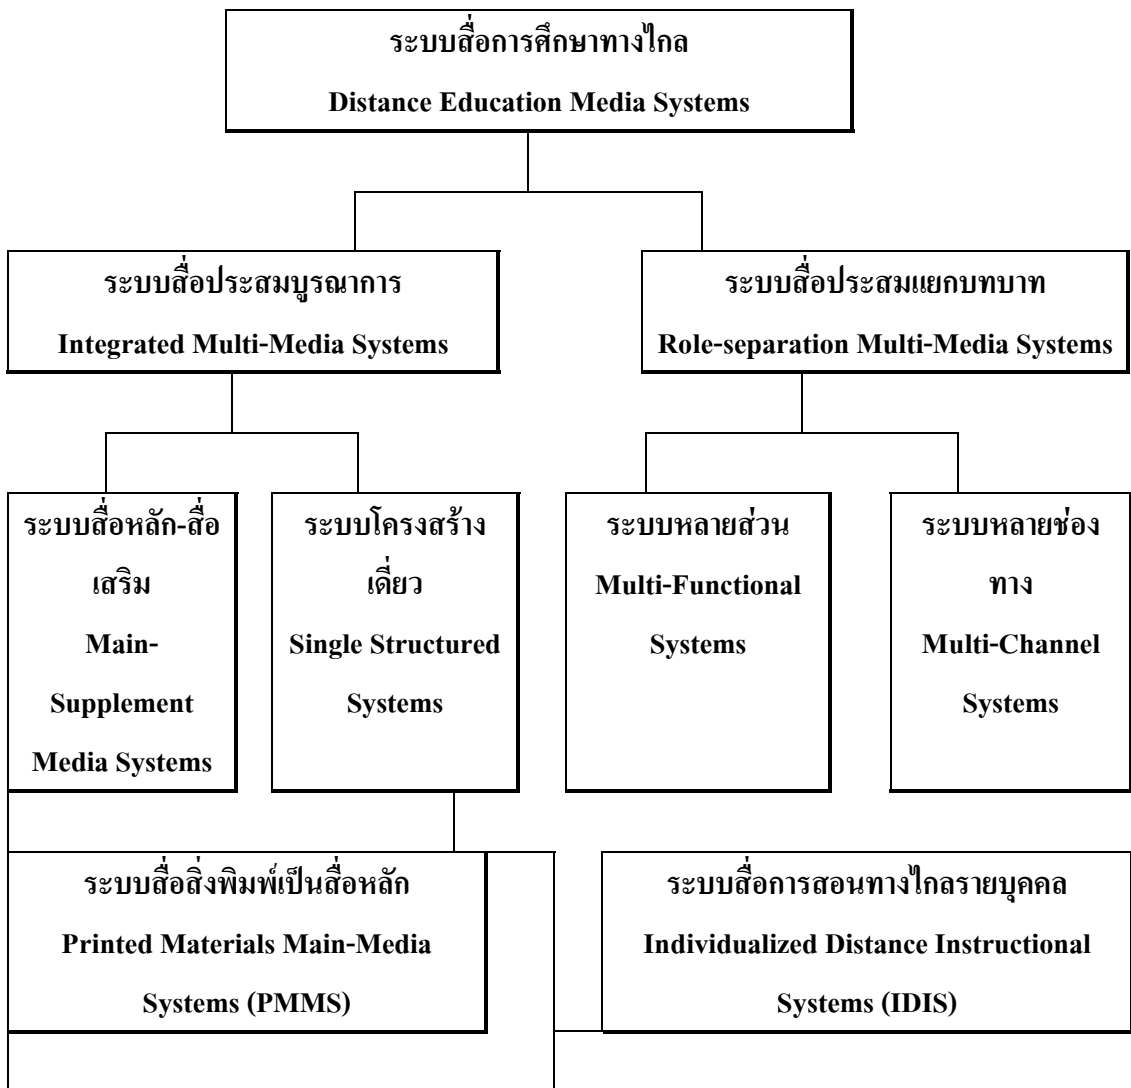 ระบบสื่อการศึกษาทางไกล
Distance Education Media Systems
ระบบสื่อประสมบูรณาการ
Integrated Multi-Media Systems
ระบบสื่อประสมแยกบทบาท
Role-separation Multi-Media Systems
ระบบสื่อหลัก-สื่อ
เสริม
Main-
Supplement
Media Systems
ระบบโครงสร้าง
เดี่ยว
Single Structured
Systems
ระบบหลายส่วน
Multi-Functional
Systems
ระบบหลายช่อง
ทาง
Multi-Channel
Systems
ระบบสื่อสิ่งพิมพ์เป็นสื่อหลัก
Printed Materials Main-Media
Systems (PMMS)
ระบบสื่อการสอนทางไกลรายบุคคล
Individualized Distance Instructional
Systems (IDIS)